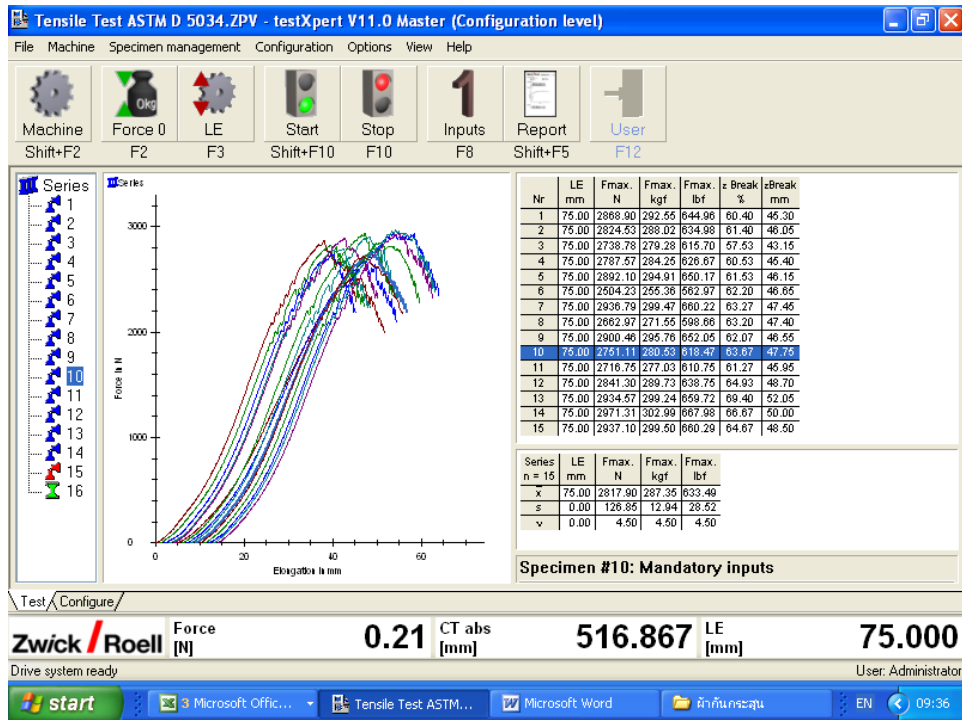 Tensile Test ASTM D 5034.ZPV - testXpert V11.0 Master (Configuration level)
File Machine Specimen management Configuration Options View Help
0kg
1
Machine Force 0 LE Start Stop Inputs Report User
Shift+F2 F2 F3 Shift+F10 F10 F8 Shift+F5 F12
Series
1
2
3
4
5
6
7
8
9
10
11
12
13
14
15
16
Series
3000
2000
1000
0
Force in N
0 20 40 60
Elongation in mm
LE Fmax. Fmax. Fmax. z Break zBreak
Nr mm N kgf lbf % mm
1 75.00 2868.90 292.55 644.96 60.40 45.30
2 75.00 2824.53 288.02 634.98 61.40 46.05
3 75.00 2738.78 279.28 615.70 57.53 43.15
4 75.00 2787.57 284.25 626.67 60.53 45.40
5 75.00 2892.10 294.91 650.17 61.53 46.15
6 75.00 2504.23 255.36 562.97 62.20 46.65
7 75.00 2936.79 299.47 660.22 63.27 47.45
8 75.00 2662.97 271.55 598.66 63.20 47.40
9 75.00 2900.46 295.76 652.05 62.07 46.55
10 75.00 2751.11 280.53 618.47 63.67 47.75
11 75.00 2716.75 277.03 610.75 61.27 45.95
12 75.00 2841.30 289.73 638.75 64.93 48.70
13 75.00 2934.57 299.24 659.72 69.40 52.05
14 75.00 2971.31 302.99 667.98 66.67 50.00
15 75.00 2937.10 299.50 660.29 64.67 48.50
Series LE Fmax. Fmax. Fmax.
n = 15 mm N kgf lbf
x̄ 75.00 2817.90 287.35 633.49
s 0.00 126.85 12.94 28.52
ν 0.00 4.50 4.50 4.50
Specimen #10: Mandatory inputs
Test Configure
Zwick / Roell Force [N] 0.21 CT abs [mm] 516.867 LE [mm] 75.000
Drive system ready User: Administrator
start 3 Microsoft Offic... Tensile Test ASTM... Microsoft Word ผ้ากันกระสุน EN 09:36